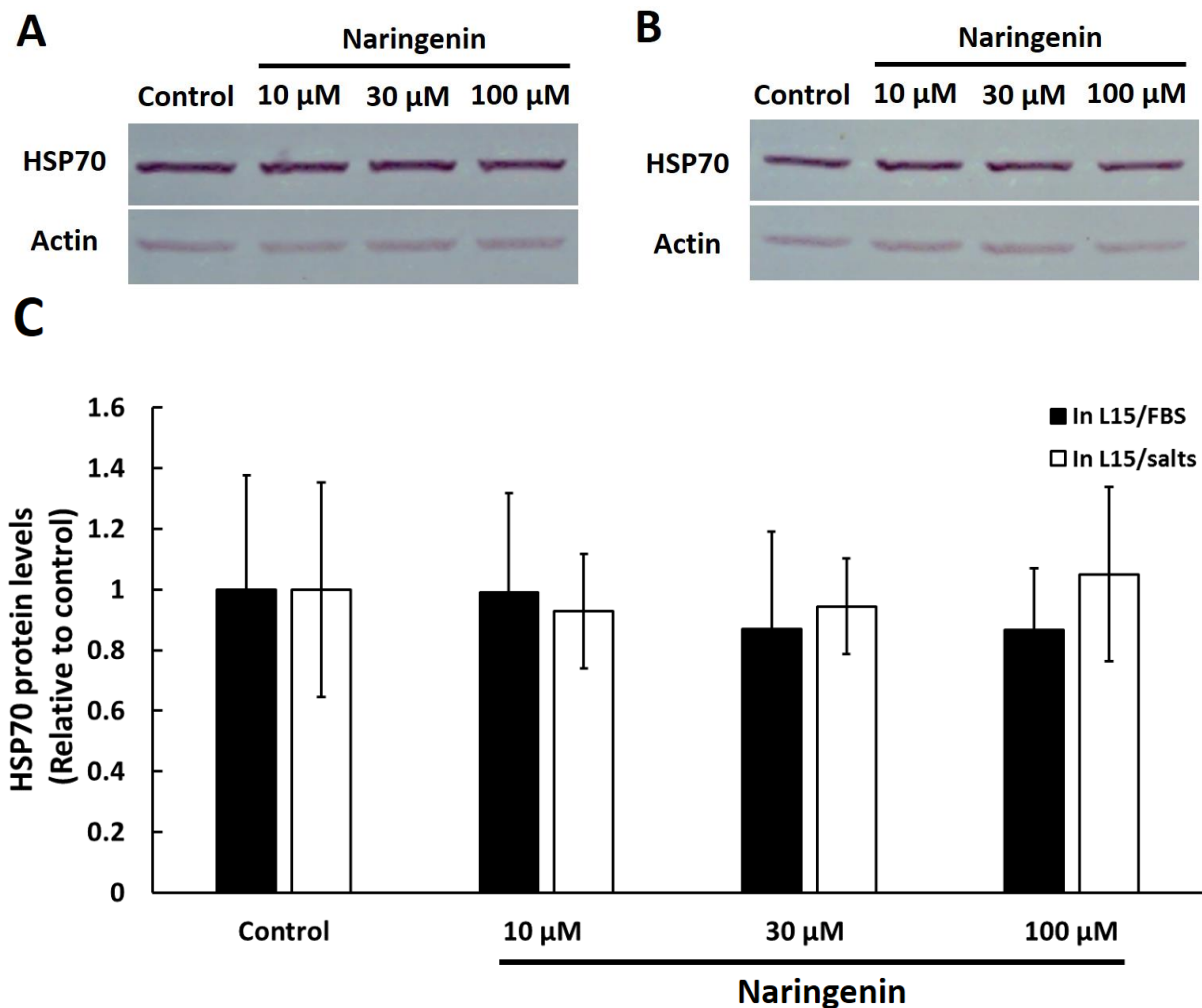 A
Naringenin
Control 10 µM 30 µM 100 µM
HSP70
Actin
B
Naringenin
Control 10 µM 30 µM 100 µM
HSP70
Actin
C
HSP70 protein levels
(Relative to control)
1.6
1.4
1.2
1
0.8
0.6
0.4
0.2
0
In L15/FBS
In L15/salts
Control 10 µM 30 µM 100 µM
Naringenin